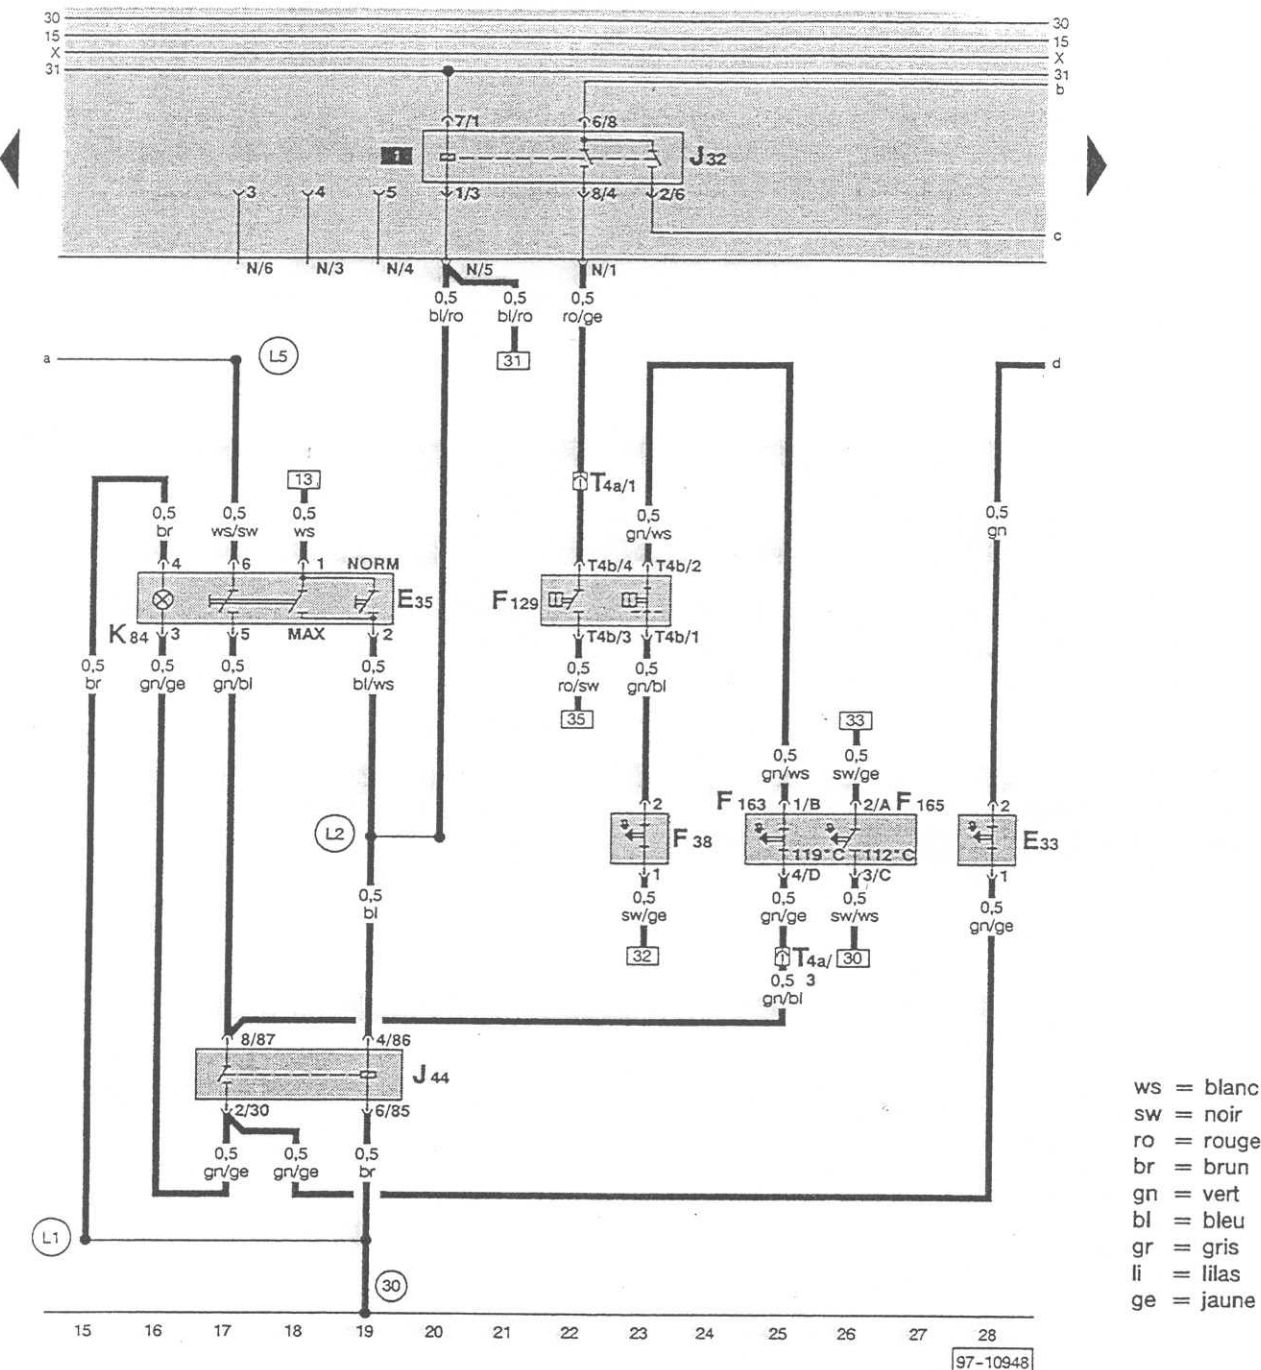 30 30
15 15
X X
31 31
b
7/1 6/8
1 J32
3 4 5 1/3 8/4 2/6
c
N/6 N/3 N/4 N/5 N/1
0,5 0,5 0,5
bl/ro bl/ro ro/ge
a L5 31 d
13 T4a/1
0,5 0,5 0,5 0,5 0,5
br ws/sw ws gn/ws gn
4 6 1 NORM T4b/4 T4b/2
E35 F129
K84 3 5 MAX 2 T4b/3 T4b/1
0,5 0,5 0,5 0,5 0,5 0,5
br gn/ge gn/bl bl/ws ro/sw gn/bl
35 33
0,5 0,5
gn/ws sw/ge
2 F163 1/B 2/A F165 2
L2 F38 E33
119°C 112°C
1 4/D 3/C 1
0,5 0,5 0,5 0,5 0,5
bl sw/ge gn/ge sw/ws gn/ge
32 T4a/3 30
0,5
gn/bl
8/87 4/86
J44
2/30 6/85
0,5 0,5 0,5
gn/ge gn/ge br
L1
30
15 16 17 18 19 20 21 22 23 24 25 26 27 28
97-10948
ws = blanc
sw = noir
ro = rouge
br = brun
gn = vert
bl = bleu
gr = gris
li = lilas
ge = jaune